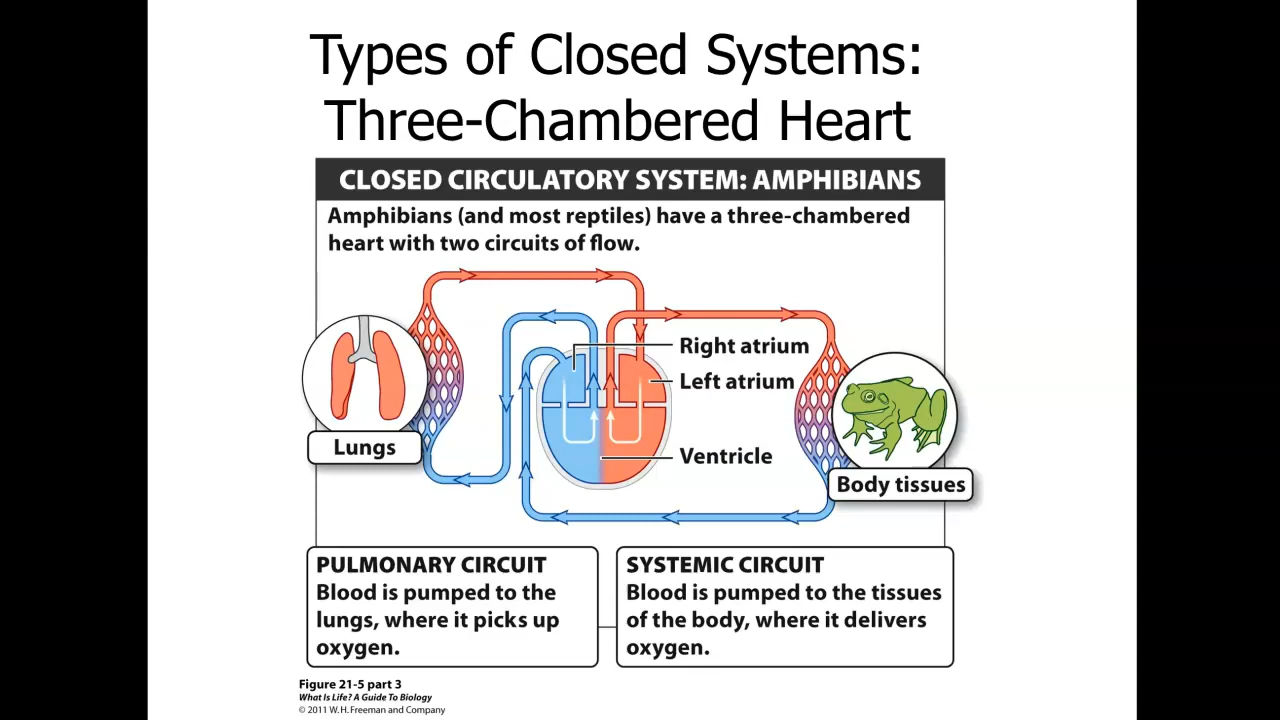 Types of Closed Systems:
Three-Chambered Heart
CLOSED CIRCULATORY SYSTEM: AMPHIBIANS
Amphibians (and most reptiles) have a three-chambered
heart with two circuits of flow.
Right atrium
Left atrium
Lungs
Ventricle
Body tissues
PULMONARY CIRCUIT
Blood is pumped to the
lungs, where it picks up
oxygen.
SYSTEMIC CIRCUIT
Blood is pumped to the tissues
of the body, where it delivers
oxygen.
Figure 21-5 part 3
What Is Life? A Guide To Biology
© 2011 W. H. Freeman and Company